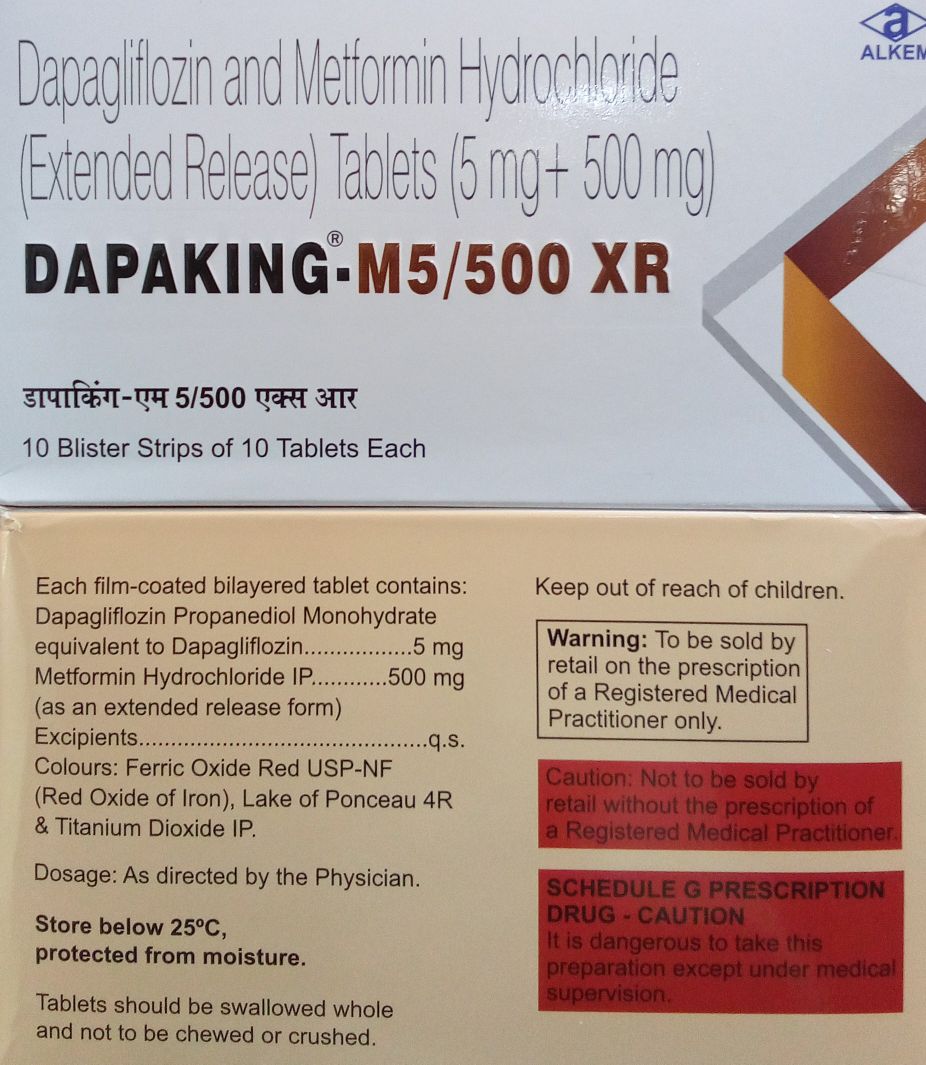 a
ALKEM
Dapagliflozin and Metformin Hydrochloride
(Extended Release) Tablets (5 mg + 500 mg)
DAPAKING®-M5/500 XR
डापाकिंग-एम 5/500 एक्स आर
10 Blister Strips of 10 Tablets Each
Each film-coated bilayered tablet contains:
Dapagliflozin Propanediol Monohydrate
equivalent to Dapagliflozin.................5 mg
Metformin Hydrochloride IP............500 mg
(as an extended release form)
Excipients.............................................q.s.
Colours: Ferric Oxide Red USP-NF
(Red Oxide of Iron), Lake of Ponceau 4R
& Titanium Dioxide IP.
Dosage: As directed by the Physician.
Store below 25ºC,
protected from moisture.
Tablets should be swallowed whole
and not to be chewed or crushed.
Keep out of reach of children.
Warning: To be sold by
retail on the prescription
of a Registered Medical
Practitioner only.
Caution: Not to be sold by
retail without the prescription of
a Registered Medical Practitioner.
SCHEDULE G PRESCRIPTION
DRUG - CAUTION
It is dangerous to take this
preparation except under medical
supervision.